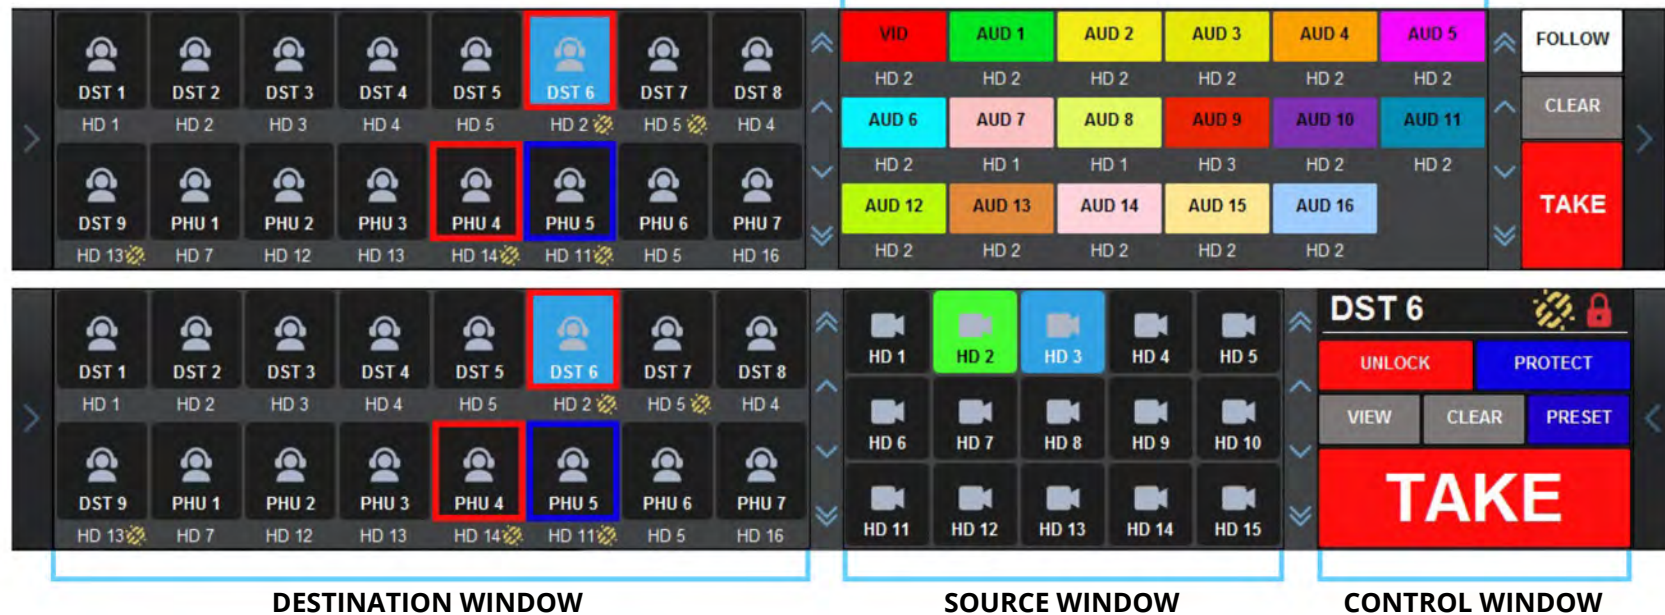 DST 1 DST 2 DST 3 DST 4 DST 5 DST 6 DST 7 DST 8
HD 1 HD 2 HD 3 HD 4 HD 5 HD 2 HD 5 HD 4
DST 9 PHU 1 PHU 2 PHU 3 PHU 4 PHU 5 PHU 6 PHU 7
HD 13 HD 7 HD 12 HD 13 HD 14 HD 11 HD 5 HD 16
VID AUD 1 AUD 2 AUD 3 AUD 4 AUD 5
HD 2 HD 2 HD 2 HD 2 HD 2 HD 2
AUD 6 AUD 7 AUD 8 AUD 9 AUD 10 AUD 11
HD 2 HD 1 HD 1 HD 3 HD 2 HD 2
AUD 12 AUD 13 AUD 14 AUD 15 AUD 16
HD 2 HD 2 HD 2 HD 2 HD 2
FOLLOW
CLEAR
TAKE
DST 1 DST 2 DST 3 DST 4 DST 5 DST 6 DST 7 DST 8
HD 1 HD 2 HD 3 HD 4 HD 5 HD 2 HD 5 HD 4
DST 9 PHU 1 PHU 2 PHU 3 PHU 4 PHU 5 PHU 6 PHU 7
HD 13 HD 7 HD 12 HD 13 HD 14 HD 11 HD 5 HD 16
HD 1 HD 2 HD 3 HD 4 HD 5
HD 6 HD 7 HD 8 HD 9 HD 10
HD 11 HD 12 HD 13 HD 14 HD 15
DST 6
UNLOCK PROTECT
VIEW CLEAR PRESET
TAKE
DESTINATION WINDOW SOURCE WINDOW CONTROL WINDOW